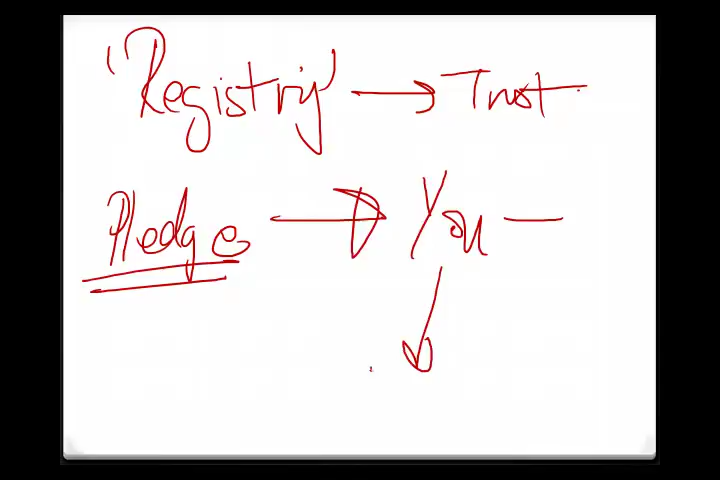 'Registry' → Trust
Pledge → You —